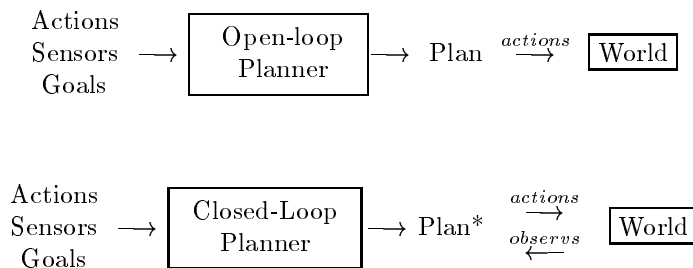 Actions
Sensors
Goals
Open-loop
Planner
Plan
actions
World
Actions
Sensors
Goals
Closed-Loop
Planner
Plan*
actions
observs
World